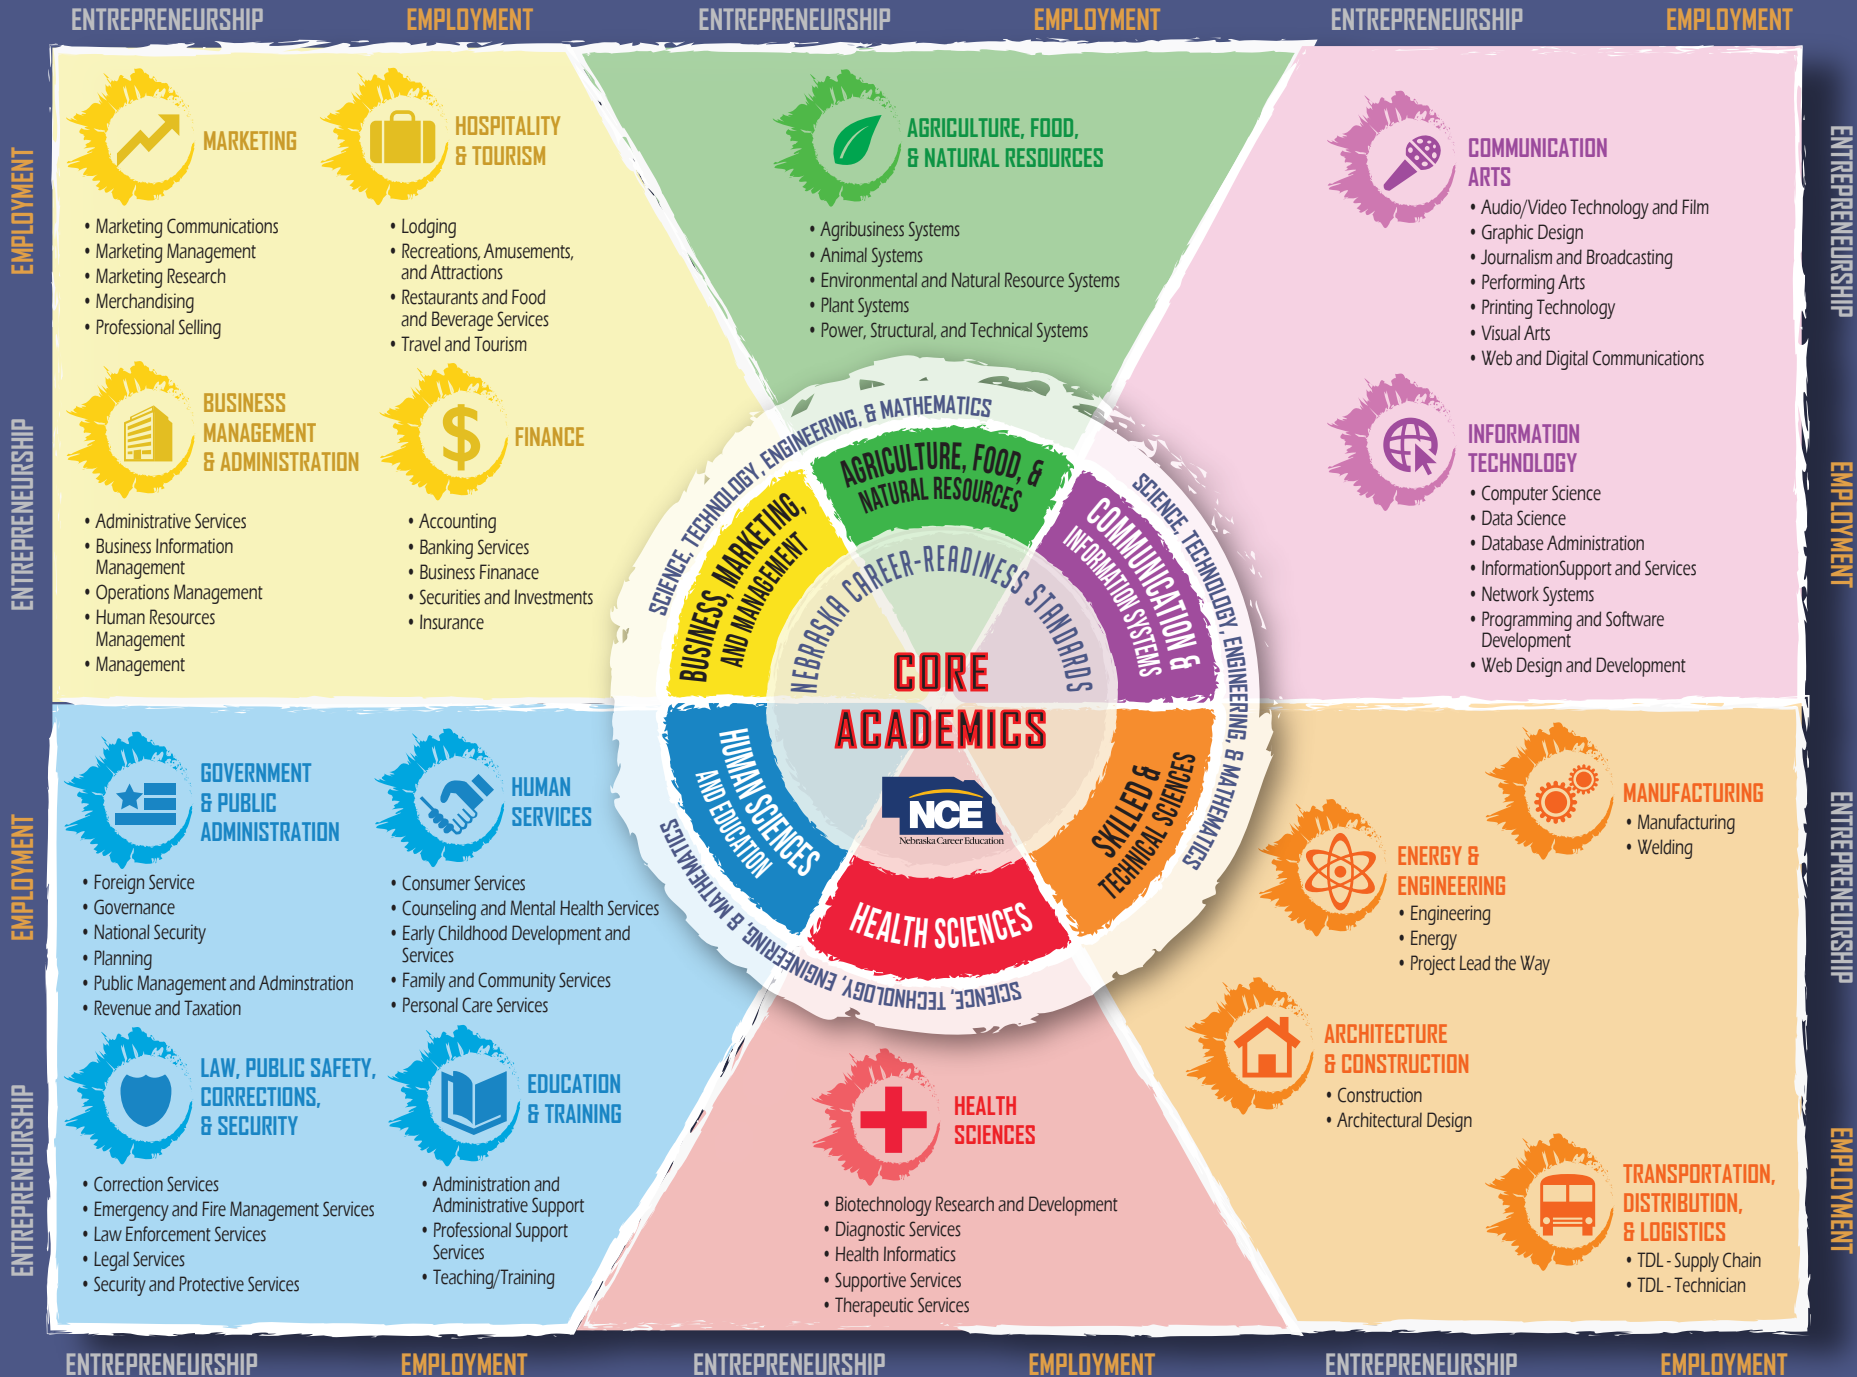 ENTREPRENEURSHIP
EMPLOYMENT
ENTREPRENEURSHIP
EMPLOYMENT
ENTREPRENEURSHIP
EMPLOYMENT
EMPLOYMENT
ENTREPRENEURSHIP
EMPLOYMENT
ENTREPRENEURSHIP
MARKETING
• Marketing Communications
• Marketing Management
• Marketing Research
• Merchandising
• Professional Selling
HOSPITALITY
& TOURISM
• Lodging
• Recreations, Amusements,
and Attractions
• Restaurants and Food
and Beverage Services
• Travel and Tourism
BUSINESS
MANAGEMENT
& ADMINISTRATION
• Administrative Services
• Business Information
Management
• Operations Management
• Human Resources
Management
• Management
FINANCE
• Accounting
• Banking Services
• Business Finanace
• Securities and Investments
• Insurance
AGRICULTURE, FOOD,
& NATURAL RESOURCES
• Agribusiness Systems
• Animal Systems
• Environmental and Natural Resource Systems
• Plant Systems
• Power, Structural, and Technical Systems
COMMUNICATION
ARTS
• Audio/Video Technology and Film
• Graphic Design
• Journalism and Broadcasting
• Performing Arts
• Printing Technology
• Visual Arts
• Web and Digital Communications
INFORMATION
TECHNOLOGY
• Computer Science
• Data Science
• Database Administration
• InformationSupport and Services
• Network Systems
• Programming and Software
Development
• Web Design and Development
SCIENCE, TECHNOLOGY, ENGINEERING, & MATHEMATICS
SCIENCE, TECHNOLOGY, ENGINEERING, & MATHEMATICS
SCIENCE, TECHNOLOGY, ENGINEERING, & MATHEMATICS
AGRICULTURE, FOOD, &
NATURAL RESOURCES
COMMUNICATION &
INFORMATION SYSTEMS
SKILLED &
TECHNICAL SCIENCES
HEALTH SCIENCES
HUMAN SCIENCES
AND EDUCATION
BUSINESS, MARKETING,
AND MANAGEMENT
NEBRASKA CAREER-READINESS STANDARDS
CORE
ACADEMICS
NCE
Nebraska Career Education
GOVERNMENT
& PUBLIC
ADMINISTRATION
• Foreign Service
• Governance
• National Security
• Planning
• Public Management and Adminstration
• Revenue and Taxation
HUMAN
SERVICES
• Consumer Services
• Counseling and Mental Health Services
• Early Childhood Development and
Services
• Family and Community Services
• Personal Care Services
LAW, PUBLIC SAFETY,
CORRECTIONS,
& SECURITY
• Correction Services
• Emergency and Fire Management Services
• Law Enforcement Services
• Legal Services
• Security and Protective Services
EDUCATION
& TRAINING
• Administration and
Administrative Support
• Professional Support
Services
• Teaching/Training
HEALTH
SCIENCES
• Biotechnology Research and Development
• Diagnostic Services
• Health Informatics
• Supportive Services
• Therapeutic Services
MANUFACTURING
• Manufacturing
• Welding
ENERGY &
ENGINEERING
• Engineering
• Energy
• Project Lead the Way
ARCHITECTURE
& CONSTRUCTION
• Construction
• Architectural Design
TRANSPORTATION,
DISTRIBUTION,
& LOGISTICS
• TDL - Supply Chain
• TDL - Technician
ENTREPRENEURSHIP
EMPLOYMENT
ENTREPRENEURSHIP
EMPLOYMENT
ENTREPRENEURSHIP
EMPLOYMENT
ENTREPRENEURSHIP
EMPLOYMENT
ENTREPRENEURSHIP
EMPLOYMENT